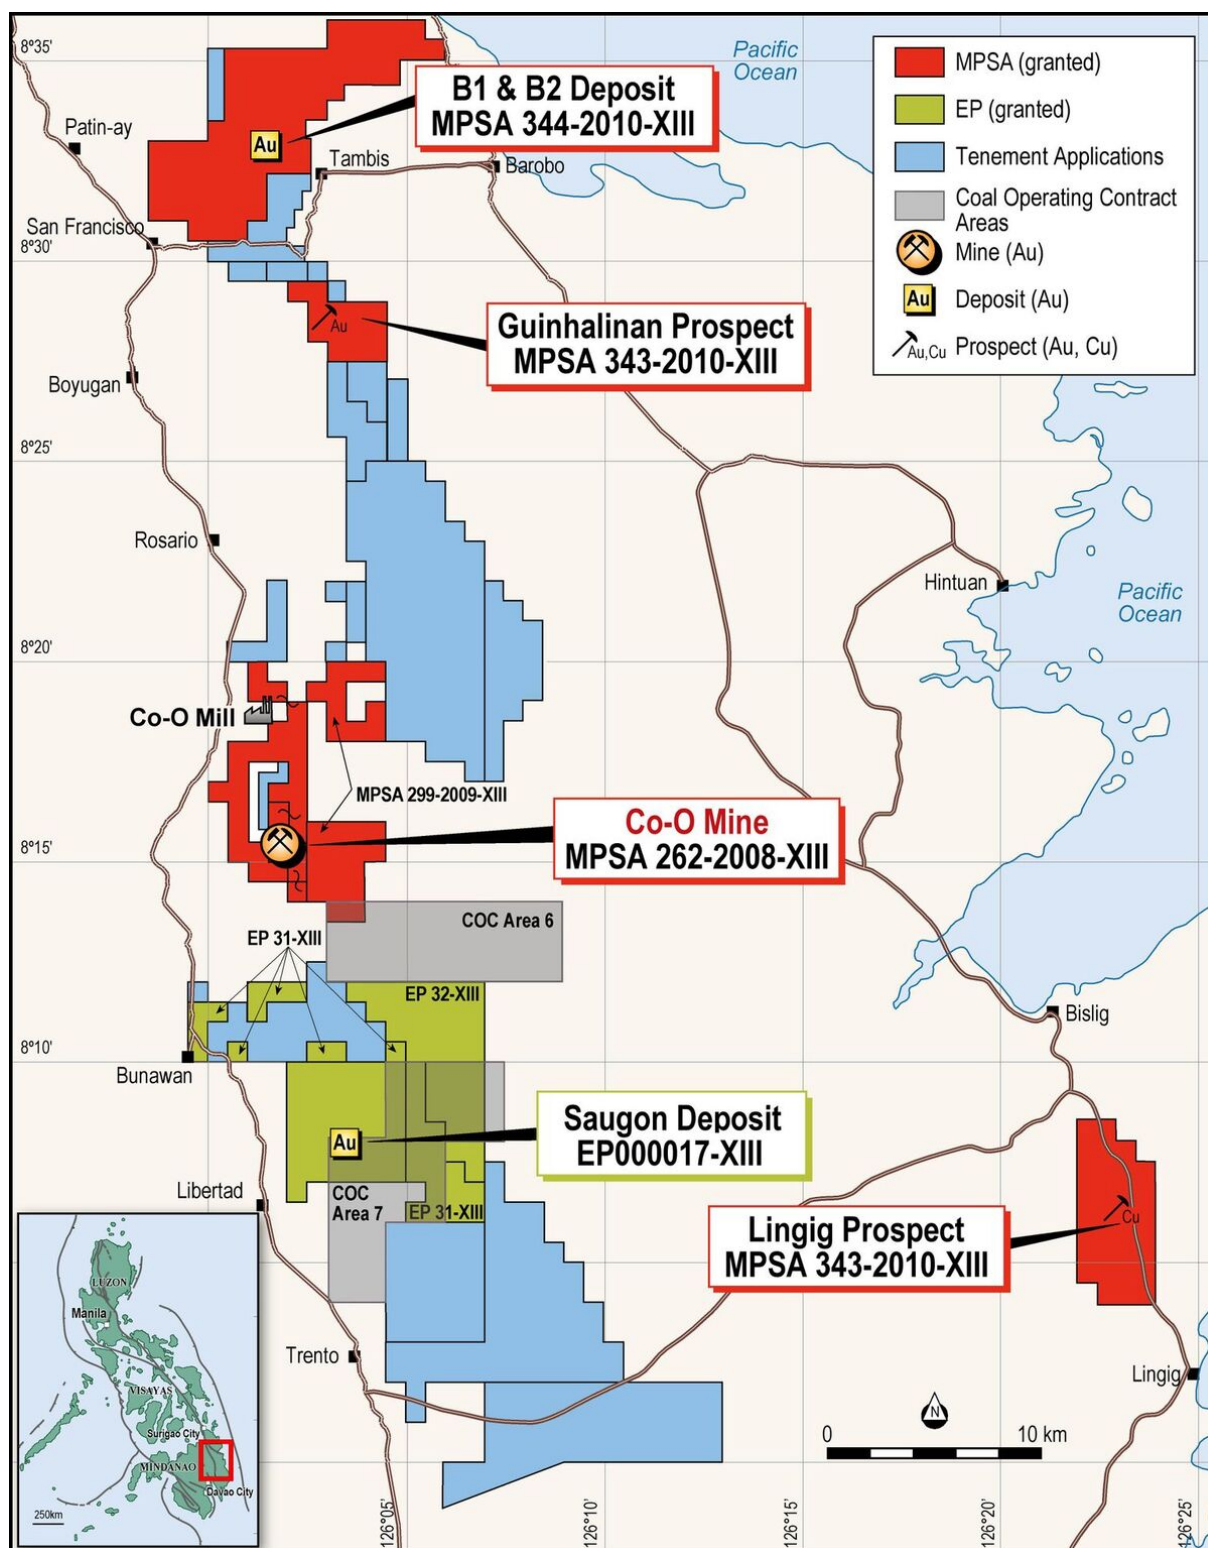 8°35'
Pacific
Ocean
MPSA (granted)
EP (granted)
Tenement Applications
Coal Operating Contract
Areas
Mine (Au)
Au
Deposit (Au)
Au,Cu
Prospect (Au, Cu)
B1 & B2 Deposit
MPSA 344-2010-XIII
Patin-ay
Au
Tambis
Barobo
San Francisco
8°30'
Au
Guinhalinan Prospect
MPSA 343-2010-XIII
Boyugan
8°25'
Rosario
Hintuan
Pacific
Ocean
8°20'
Co-O Mill
MPSA 299-2009-XIII
Co-O Mine
MPSA 262-2008-XIII
8°15'
COC Area 6
EP 31-XIII
EP 32-XIII
Bislig
8°10'
Bunawan
Au
Saugon Deposit
EP000017-XIII
Libertad
COC
Area 7
EP 31-XIII
Cu
Lingig Prospect
MPSA 343-2010-XIII
LUZON
Manila
VISAYAS
Surigao City
MINDANAO
Davao City
250km
Trento
Lingig
N
0
10 km
126°05'
126°10'
126°15'
126°20'
126°25'